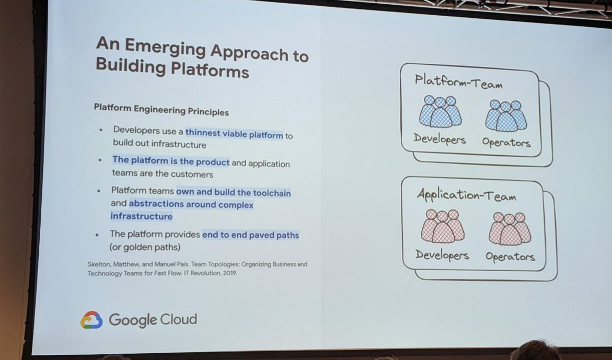 An Emerging Approach to
Building Platforms
Platform Engineering Principles
• Developers use a thinnest viable platform to
build out infrastructure
• The platform is the product and application
teams are the customers
• Platform teams own and build the toolchain
and abstractions around complex
infrastructure
• The platform provides end to end paved paths
(or golden paths)
Skelton, Matthew, and Manuel Pais. Team Topologies: Organizing Business and
Technology Teams for Fast Flow. IT Revolution, 2019.
Google Cloud
Platform-Team
Developers Operators
Application-Team
Developers Operators